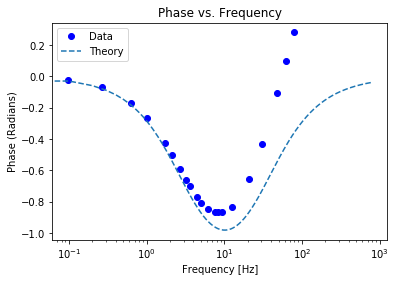 Phase vs. Frequency
Data
Theory
0.2
0.0
−0.2
−0.4
−0.6
−0.8
−1.0
Phase (Radians)
10⁻¹ 10⁰ 10¹ 10² 10³
Frequency [Hz]